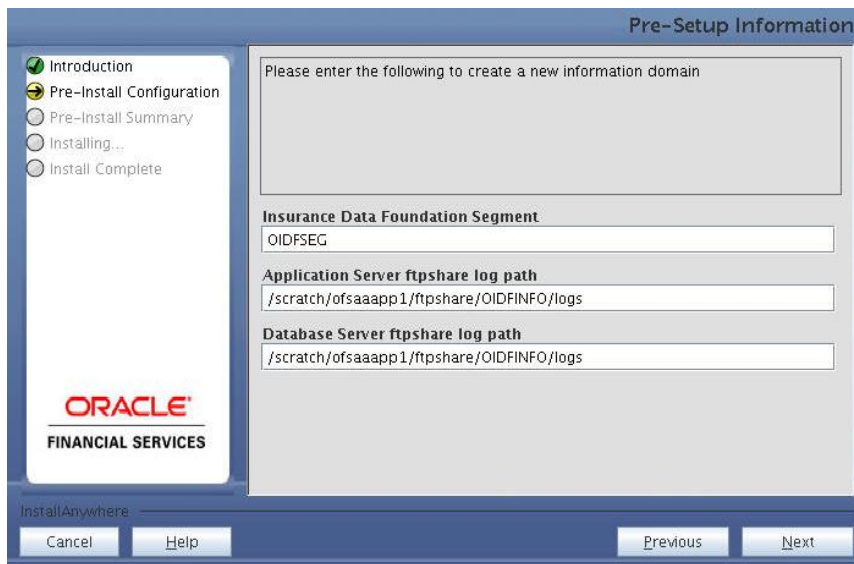 Pre-Setup Information
Introduction
Pre-Install Configuration
Pre-Install Summary
Installing...
Install Complete
ORACLE
FINANCIAL SERVICES
Please enter the following to create a new information domain
Insurance Data Foundation Segment
OIDFSEG
Application Server ftpshare log path
/scratch/ofsaaapp1/ftpshare/OIDFINFO/logs
Database Server ftpshare log path
/scratch/ofsaaapp1/ftpshare/OIDFINFO/logs
InstallAnywhere
Cancel
Help
Previous
Next